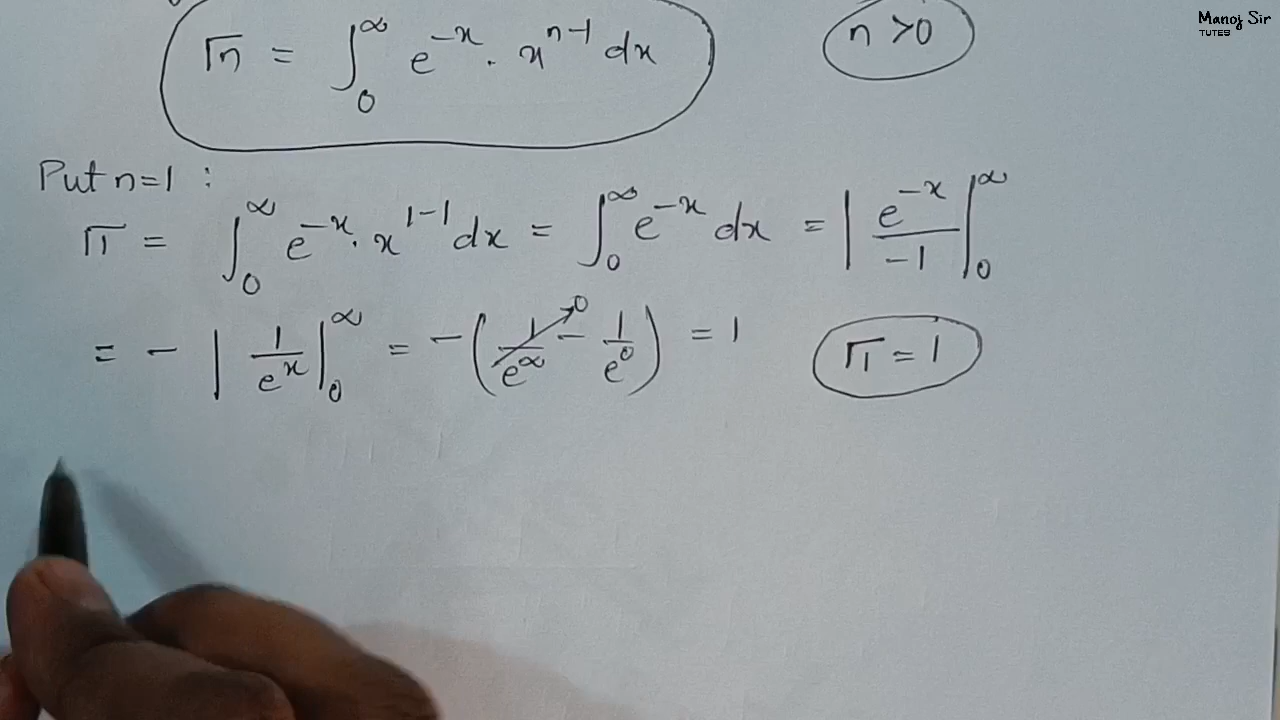 Manoj Sir
TUTES
Γn = ∫₀^∞ e^{-x} · x^{n-1} dx    n > 0
Put n=1 :
Γ1 = ∫₀^∞ e^{-x} · x^{1-1} dx = ∫₀^∞ e^{-x} dx = | e^{-x} / -1 |₀^∞
= - | 1/e^x |₀^∞ = - ( 1/e^∞ ↗0 - 1/e^0 ) = 1    Γ1 = 1